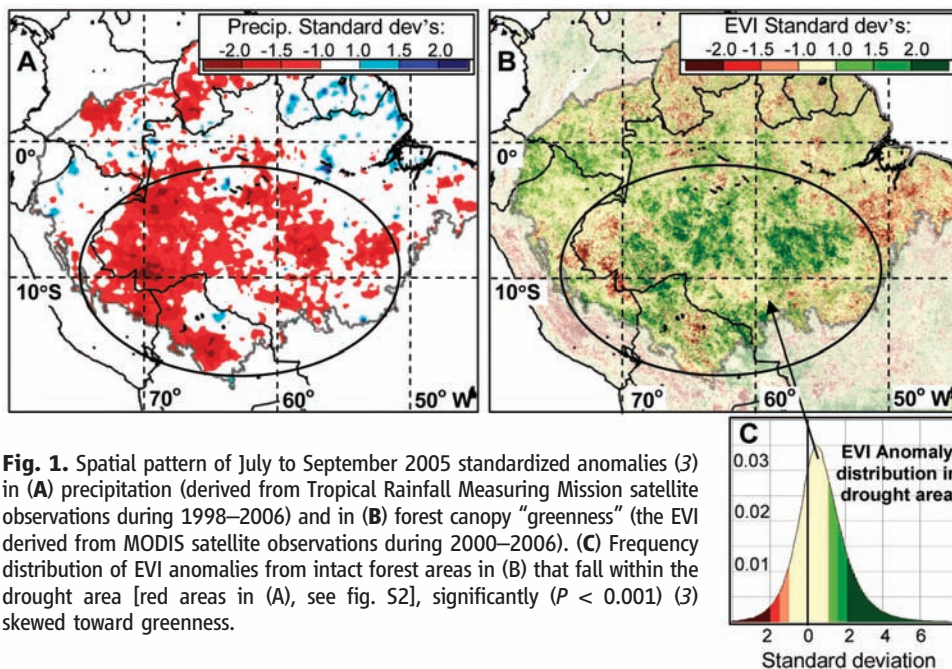 A
Precip. Standard dev's:
-2.0 -1.5 -1.0 1.0 1.5 2.0
0°
10°S
70° 60° 50° W
B
EVI Standard dev's:
-2.0 -1.5 -1.0 1.0 1.5 2.0
0°
10°S
70° 60° 50° W
C
EVI Anomaly
distribution in
drought area
0.03
0.02
0.01
2 0 2 4 6
Standard deviation
Fig. 1. Spatial pattern of July to September 2005 standardized anomalies (3)
in (A) precipitation (derived from Tropical Rainfall Measuring Mission satellite
observations during 1998–2006) and in (B) forest canopy “greenness” (the EVI
derived from MODIS satellite observations during 2000–2006). (C) Frequency
distribution of EVI anomalies from intact forest areas in (B) that fall within the
drought area [red areas in (A), see fig. S2], significantly (P < 0.001) (3)
skewed toward greenness.